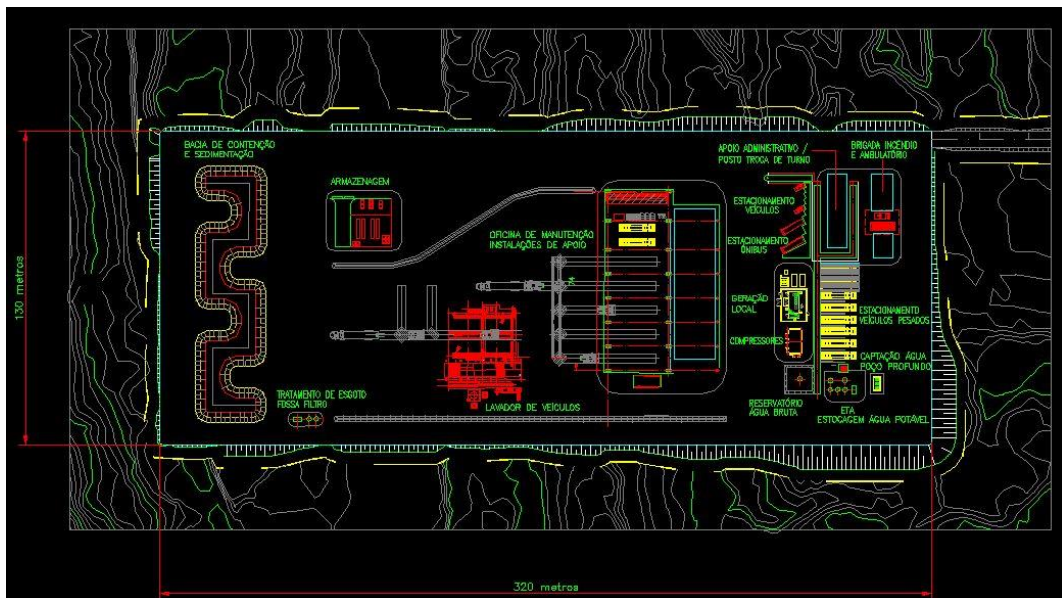 BACIA DE CONTENÇÃO
E SEDIMENTAÇÃO
ARMAZENAGEM
APOIO ADMINISTRATIVO /
POSTO TROCA DE TURNO
BRIGADA INCÊNDIO
E AMBULATÓRIO
ESTACIONAMENTO
VEÍCULOS
OFICINA DE MANUTENÇÃO
INSTALAÇÕES DE APOIO
ESTACIONAMENTO
ÔNIBUS
74
130 metros
GERAÇÃO
LOCAL
ESTACIONAMENTO
VEÍCULOS PESADOS
COMPRESSORES
CAPTAÇÃO ÁGUA
POÇO PROFUNDO
TRATAMENTO DE ESGOTO
FOSSA FILTRO
LAVADOR DE VEÍCULOS
RESERVATÓRIO
ÁGUA BRUTA
ETA
ESTOCAGEM ÁGUA POTÁVEL
320 metros